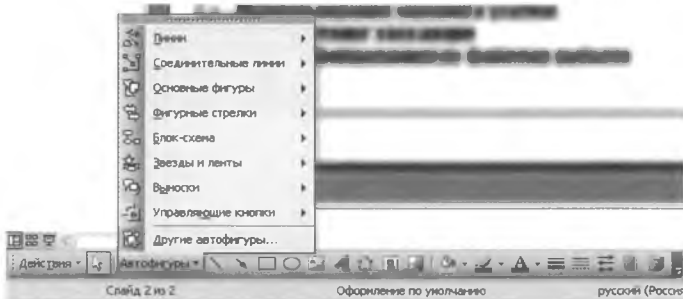 Линии
Соединительные линии
Основные фигуры
Фигурные стрелки
Блок-схема
Звезды и ленты
Выноски
Управляющие кнопки
Другие автофигуры...
Действия Автофигуры
Слайд 2 из 2 Оформление по умолчанию русский (Россия